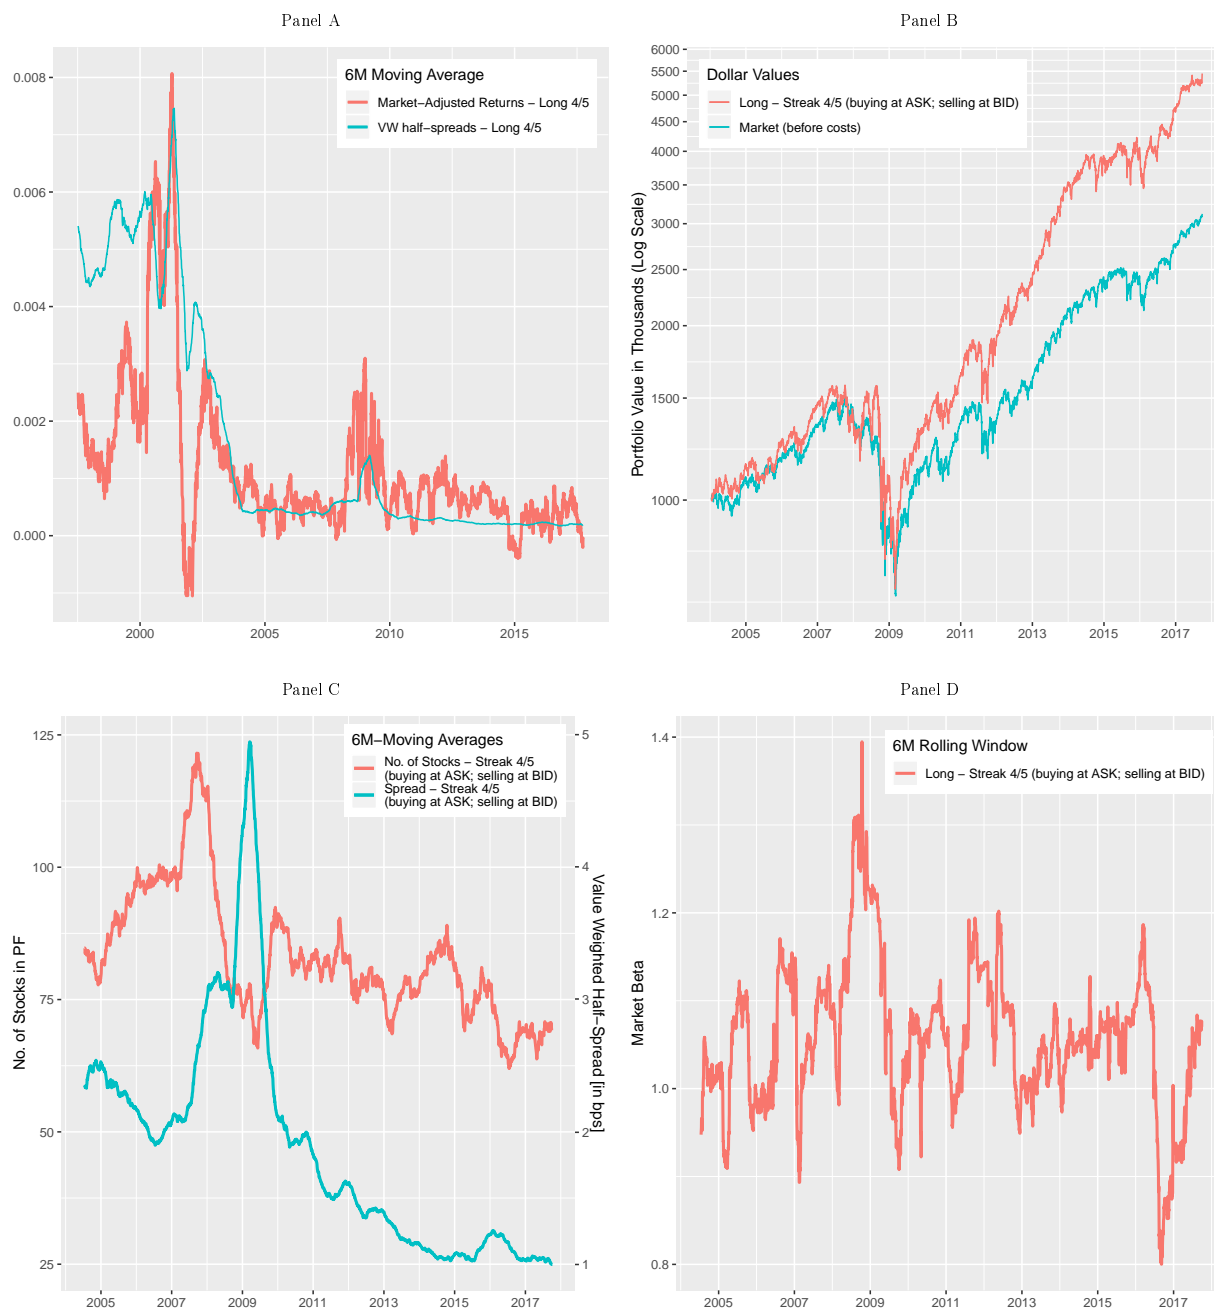 Panel A
6M Moving Average
Market−Adjusted Returns − Long 4/5
VW half−spreads − Long 4/5
0.008
0.006
0.004
0.002
0.000
2000 2005 2010 2015
Panel B
Dollar Values
Long − Streak 4/5 (buying at ASK; selling at BID)
Market (before costs)
Portfolio Value in Thousands (Log Scale)
6000
5500
5000
4500
4000
3500
3000
2500
2000
1500
1000
2005 2007 2009 2011 2013 2015 2017
Panel C
6M−Moving Averages
No. of Stocks − Streak 4/5
(buying at ASK; selling at BID)
Spread − Streak 4/5
(buying at ASK; selling at BID)
No. of Stocks in PF
125
100
75
50
25
5
4
3
2
1
Value Weighted Half−Spread [in bps]
2005 2007 2009 2011 2013 2015 2017
Panel D
6M Rolling Window
Long − Streak 4/5 (buying at ASK; selling at BID)
Market Beta
1.4
1.2
1.0
0.8
2005 2007 2009 2011 2013 2015 2017